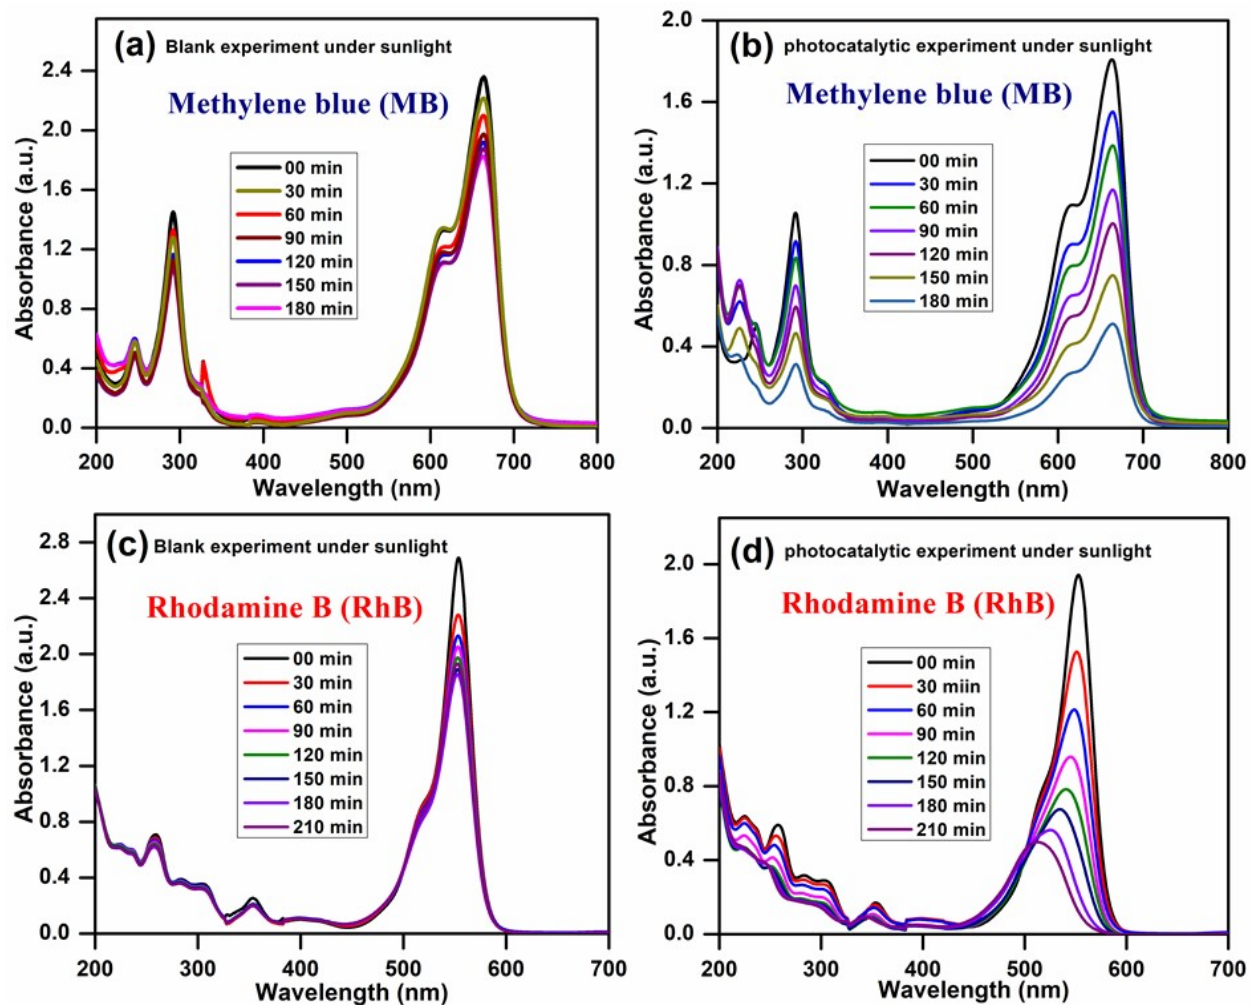 (a) Blank experiment under sunlight
Methylene blue (MB)
00 min
30 min
60 min
90 min
120 min
150 min
180 min
Absorbance (a.u.)
2.4
2.0
1.6
1.2
0.8
0.4
0.0
200 300 400 500 600 700 800
Wavelength (nm)
(b) photocatalytic experiment under sunlight
Methylene blue (MB)
00 min
30 min
60 min
90 min
120 min
150 min
180 min
Absorbance (a.u.)
2.0
1.6
1.2
0.8
0.4
0.0
200 300 400 500 600 700 800
Wavelength (nm)
(c) Blank experiment under sunlight
Rhodamine B (RhB)
00 min
30 min
60 min
90 min
120 min
150 min
180 min
210 min
Absorbance (a.u.)
2.8
2.4
2.0
1.6
1.2
0.8
0.4
0.0
200 300 400 500 600 700
Wavelength (nm)
(d) photocatalytic experiment under sunlight
Rhodamine B (RhB)
00 min
30 miin
60 min
90 min
120 min
150 min
180 min
210 min
Absorbance (a.u.)
2.0
1.6
1.2
0.8
0.4
0.0
200 300 400 500 600 700
Wavelength (nm)